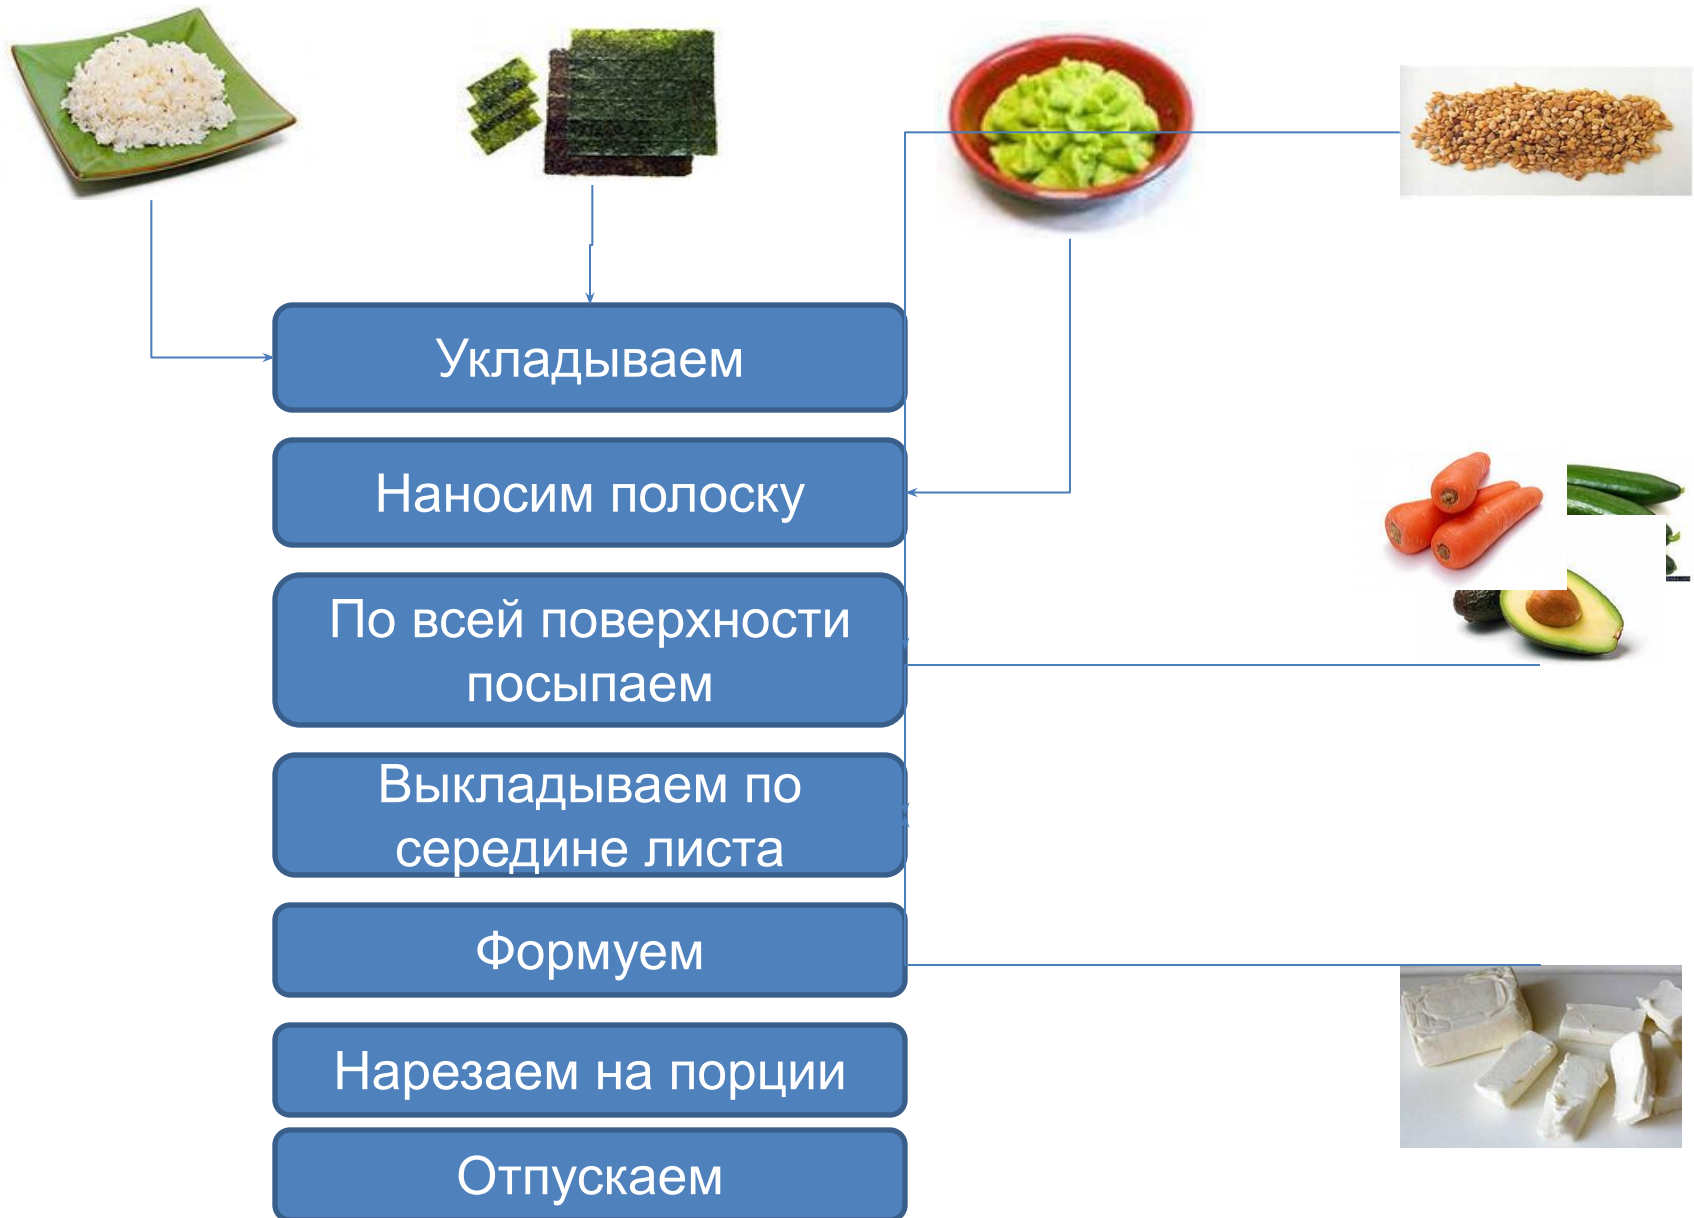 Укладываем
Наносим полоску
По всей поверхности
посыпаем
Выкладываем по
середине листа
Формуем
Нарезаем на порции
Отпускаем